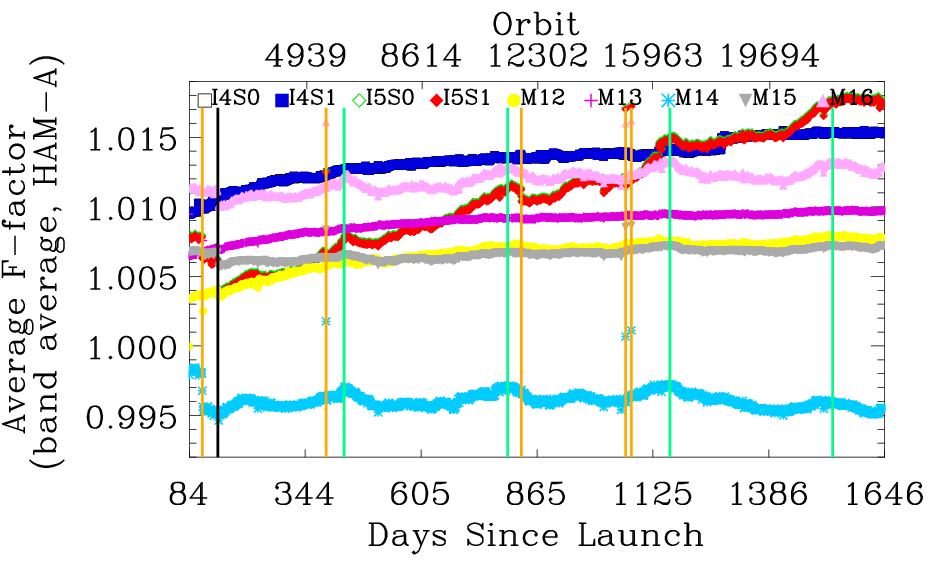 Orbit
4939 8614 12302 15963 19694
I4S0 I4S1 I5S0 I5S1 M12 M13 M14 M15 M16
Average F-factor
(band average, HAM-A)
1.015
1.010
1.005
1.000
0.995
84 344 605 865 1125 1386 1646
Days Since Launch